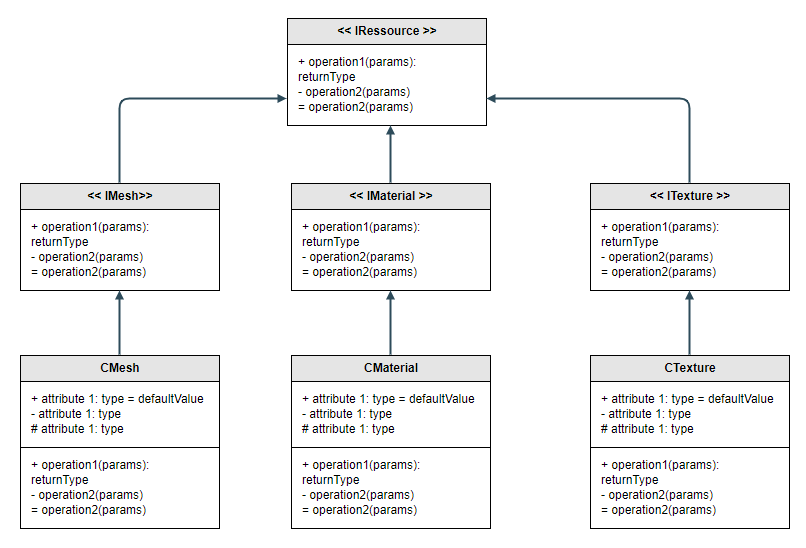 << IRessource >>
+ operation1(params):
returnType
- operation2(params)
= operation2(params)
<< IMesh>>
+ operation1(params):
returnType
- operation2(params)
= operation2(params)
<< IMaterial >>
+ operation1(params):
returnType
- operation2(params)
= operation2(params)
<< ITexture >>
+ operation1(params):
returnType
- operation2(params)
= operation2(params)
CMesh
+ attribute 1: type = defaultValue
- attribute 1: type
# attribute 1: type
+ operation1(params):
returnType
- operation2(params)
= operation2(params)
CMaterial
+ attribute 1: type = defaultValue
- attribute 1: type
# attribute 1: type
+ operation1(params):
returnType
- operation2(params)
= operation2(params)
CTexture
+ attribute 1: type = defaultValue
- attribute 1: type
# attribute 1: type
+ operation1(params):
returnType
- operation2(params)
= operation2(params)